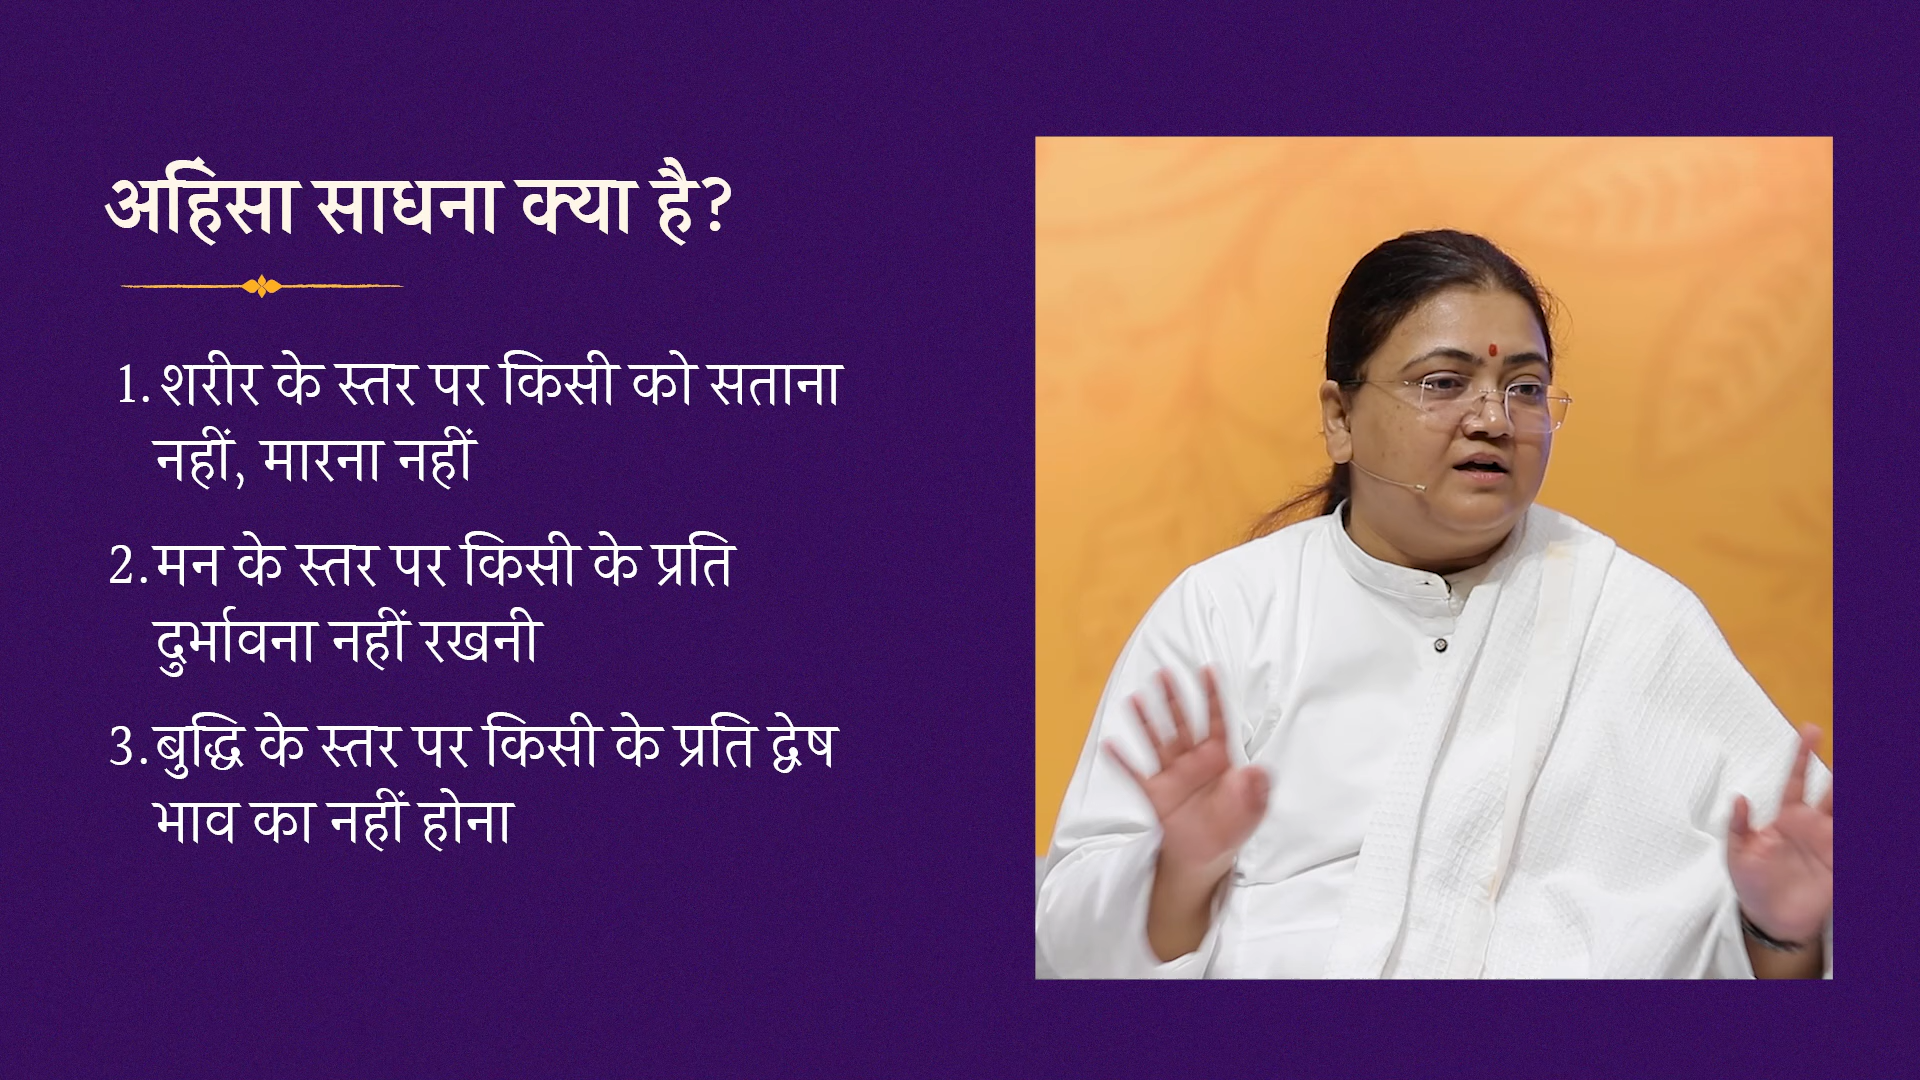 अहिंसा साधना क्या है?
1. शरीर के स्तर पर किसी को सताना
नहीं, मारना नहीं
2. मन के स्तर पर किसी के प्रति
दुर्भावना नहीं रखनी
3. बुद्धि के स्तर पर किसी के प्रति द्वेष
भाव का नहीं होना